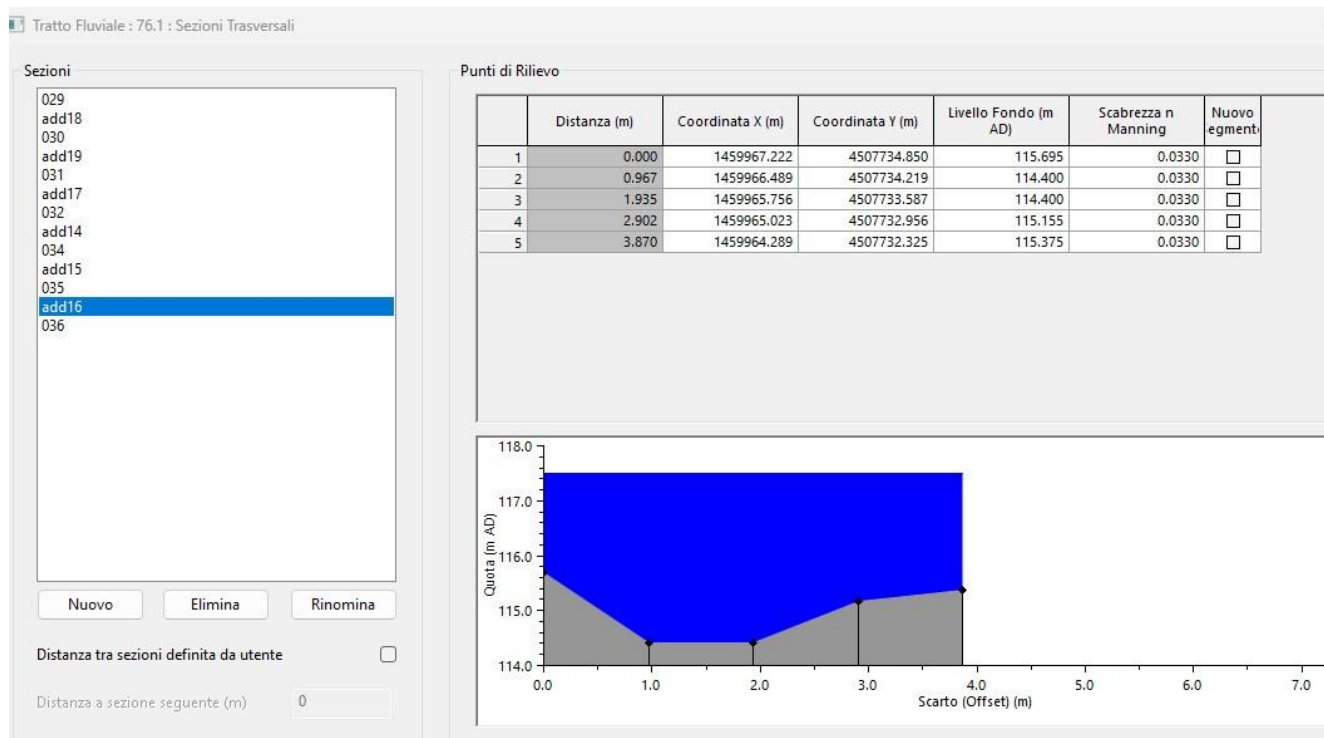 Tratto Fluviale : 76.1 : Sezioni Trasversali
Sezioni
029
add18
030
add19
031
add17
032
add14
034
add15
035
add16
036
Nuovo Elimina Rinomina
Distanza tra sezioni definita da utente
Distanza a sezione seguente (m) 0
Punti di Rilievo
Distanza (m) Coordinata X (m) Coordinata Y (m) Livello Fondo (m AD) Scabrezza n Manning Nuovo egment
1 0.000 1459967.222 4507734.850 115.695 0.0330
2 0.967 1459966.489 4507734.219 114.400 0.0330
3 1.935 1459965.756 4507733.587 114.400 0.0330
4 2.902 1459965.023 4507732.956 115.155 0.0330
5 3.870 1459964.289 4507732.325 115.375 0.0330
118.0
117.0
116.0
115.0
114.0
Quota (m AD)
0.0 1.0 2.0 3.0 4.0 5.0 6.0 7.0
Scarto (Offset) (m)